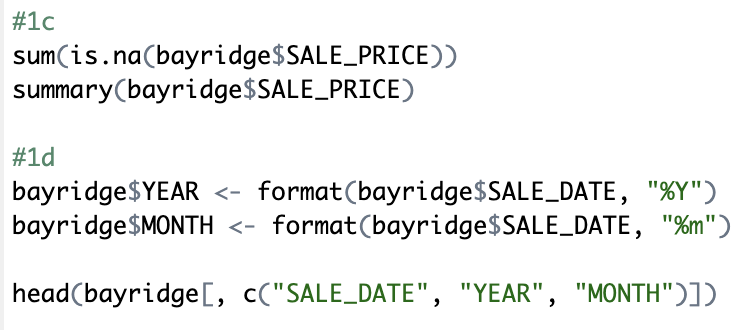 #1c
sum(is.na(bayridge$SALE_PRICE))
summary(bayridge$SALE_PRICE)
#1d
bayridge$YEAR <- format(bayridge$SALE_DATE, "%Y")
bayridge$MONTH <- format(bayridge$SALE_DATE, "%m")
head(bayridge[, c("SALE_DATE", "YEAR", "MONTH")])